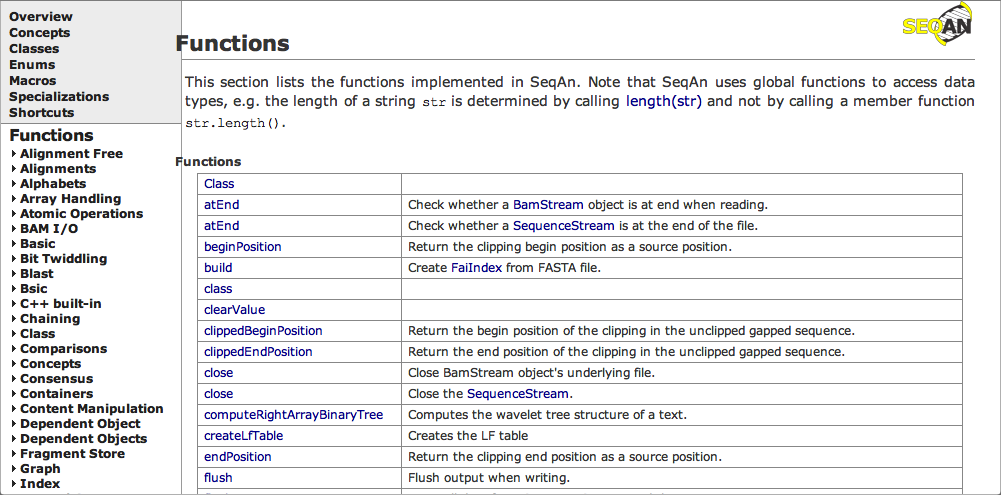 Overview
Concepts
Classes
Enums
Macros
Specializations
Shortcuts
Functions
Alignment Free
Alignments
Alphabets
Array Handling
Atomic Operations
BAM I/O
Basic
Bit Twiddling
Blast
Bsic
C++ built-in
Chaining
Class
Comparisons
Concepts
Consensus
Containers
Content Manipulation
Dependent Object
Dependent Objects
Fragment Store
Graph
Index
SEQAN
Functions
This section lists the functions implemented in SeqAn. Note that SeqAn uses global functions to access data
types, e.g. the length of a string str is determined by calling length(str) and not by calling a member function
str.length().
Functions
Class
atEnd Check whether a BamStream object is at end when reading.
atEnd Check whether a SequenceStream is at the end of the file.
beginPosition Return the clipping begin position as a source position.
build Create FaiIndex from FASTA file.
class
clearValue
clippedBeginPosition Return the begin position of the clipping in the unclipped gapped sequence.
clippedEndPosition Return the end position of the clipping in the unclipped gapped sequence.
close Close BamStream object's underlying file.
close Close the SequenceStream.
computeRightArrayBinaryTree Computes the wavelet tree structure of a text.
createLfTable Creates the LF table
endPosition Return the clipping end position as a source position.
flush Flush output when writing.